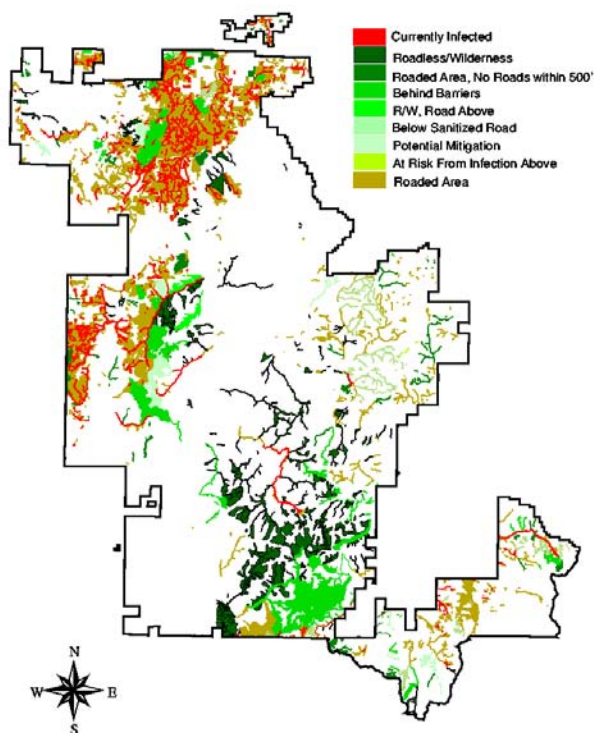 Currently Infected
Roadless/Wilderness
Roaded Area, No Roads within 500'
Behind Barriers
R/W, Road Above
Below Sanitized Road
Potential Mitigation
At Risk From Infection Above
Roaded Area
N
W E
S